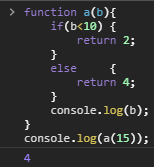 > function a(b){
    if(b<10) {
        return 2;
    }
    else     {
        return 4;
    }
    console.log(b);
}
console.log(a(15));
4